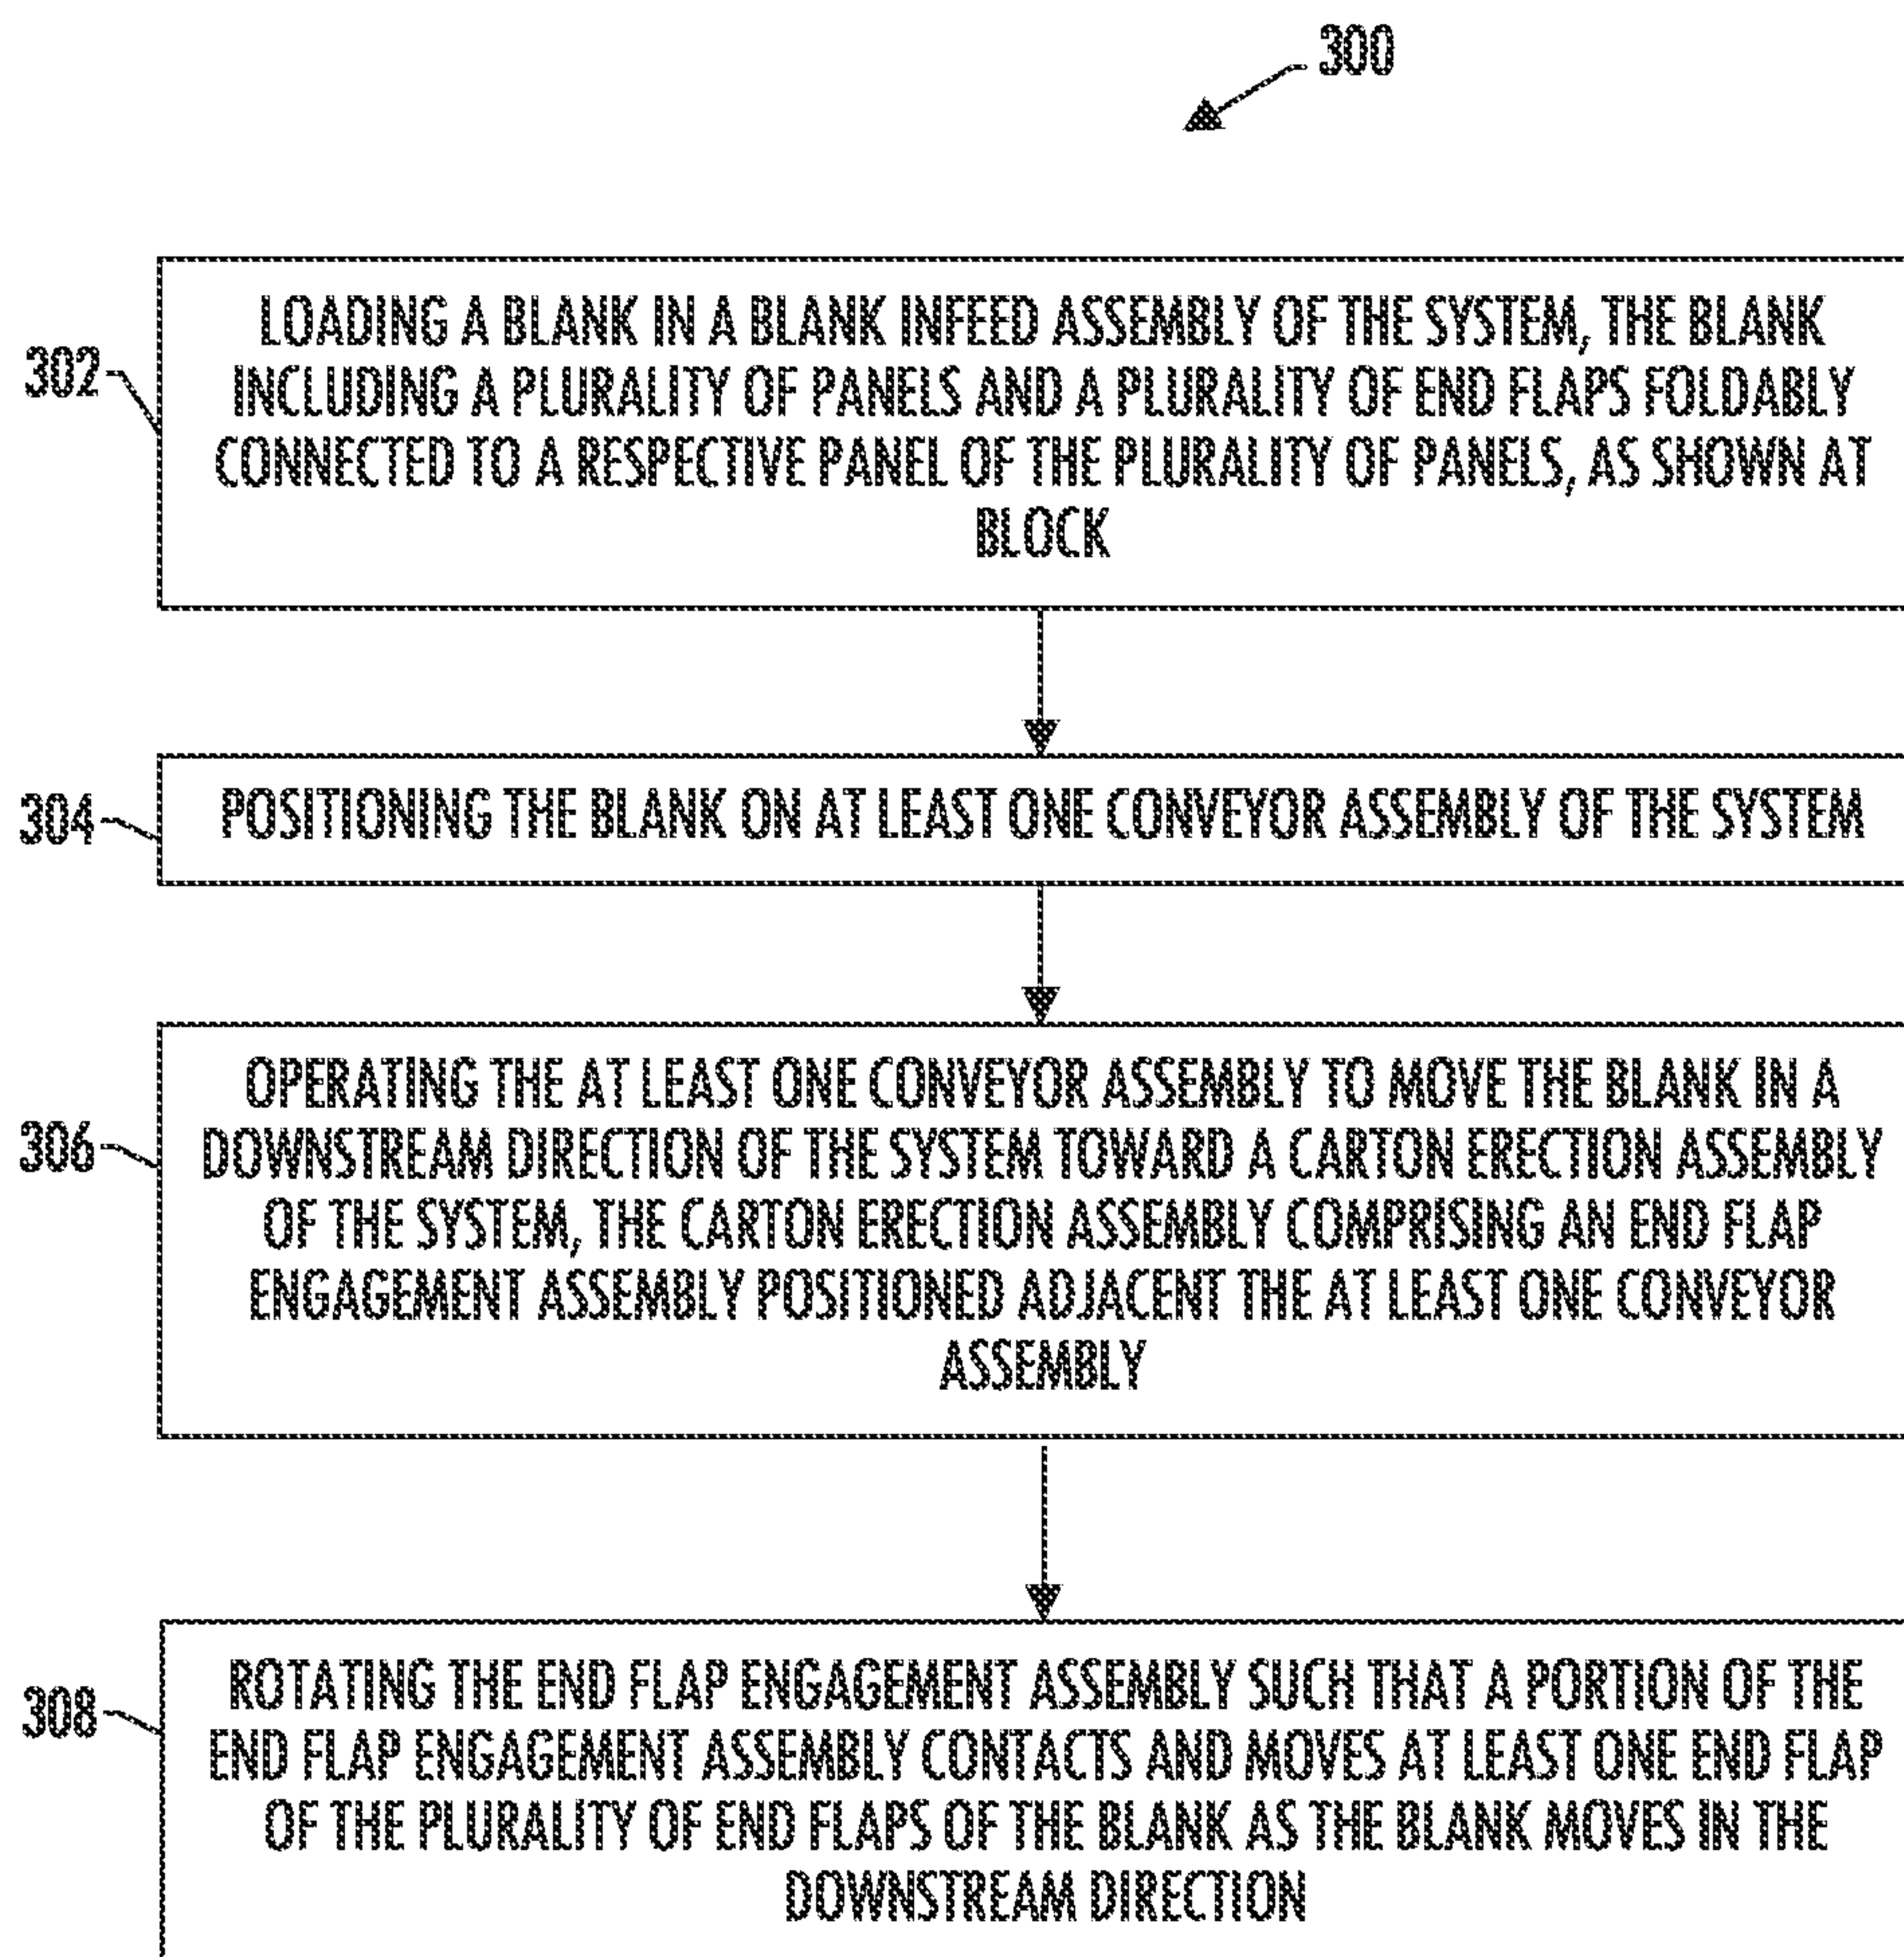 300
302
LOADING A BLANK IN A BLANK INFEED ASSEMBLY OF THE SYSTEM, THE BLANK
INCLUDING A PLURALITY OF PANELS AND A PLURALITY OF END FLAPS FOLDABLY
CONNECTED TO A RESPECTIVE PANEL OF THE PLURALITY OF PANELS, AS SHOWN AT
BLOCK
304
POSITIONING THE BLANK ON AT LEAST ONE CONVEYOR ASSEMBLY OF THE SYSTEM
306
OPERATING THE AT LEAST ONE CONVEYOR ASSEMBLY TO MOVE THE BLANK IN A
DOWNSTREAM DIRECTION OF THE SYSTEM TOWARD A CARTON ERECTION ASSEMBLY
OF THE SYSTEM, THE CARTON ERECTION ASSEMBLY COMPRISING AN END FLAP
ENGAGEMENT ASSEMBLY POSITIONED ADJACENT THE AT LEAST ONE CONVEYOR
ASSEMBLY
308
ROTATING THE END FLAP ENGAGEMENT ASSEMBLY SUCH THAT A PORTION OF THE
END FLAP ENGAGEMENT ASSEMBLY CONTACTS AND MOVES AT LEAST ONE END FLAP
OF THE PLURALITY OF END FLAPS OF THE BLANK AS THE BLANK MOVES IN THE
DOWNSTREAM DIRECTION